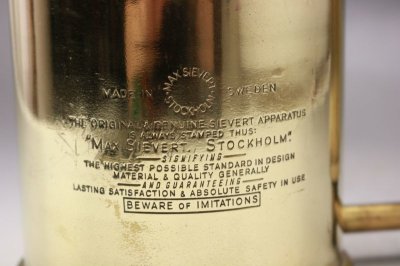 MAX SIEVERT
STOCKHOLM
MADE IN SWEDEN
THE ORIGINAL & GENUINE SIEVERT APPARATUS
IS ALWAYS STAMPED THUS:
"MAX SIEVERT, STOCKHOLM".
SIGNIFYING
THE HIGHEST POSSIBLE STANDARD IN DESIGN
MATERIAL & QUALITY GENERALLY
AND GUARANTEEING
LASTING SATISFACTION & ABSOLUTE SAFETY IN USE
BEWARE OF IMITATIONS